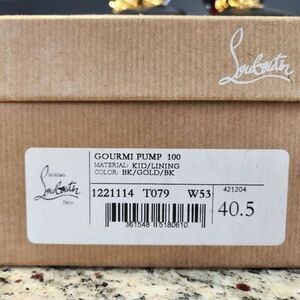 Louboutin
GOURMI PUMP 100
MATERIAL: KID/LINING
COLOR: BK/GOLD/BK
Christian
Louboutin
Paris
1221114 T079 W53
421204
40.5
361548 5180610